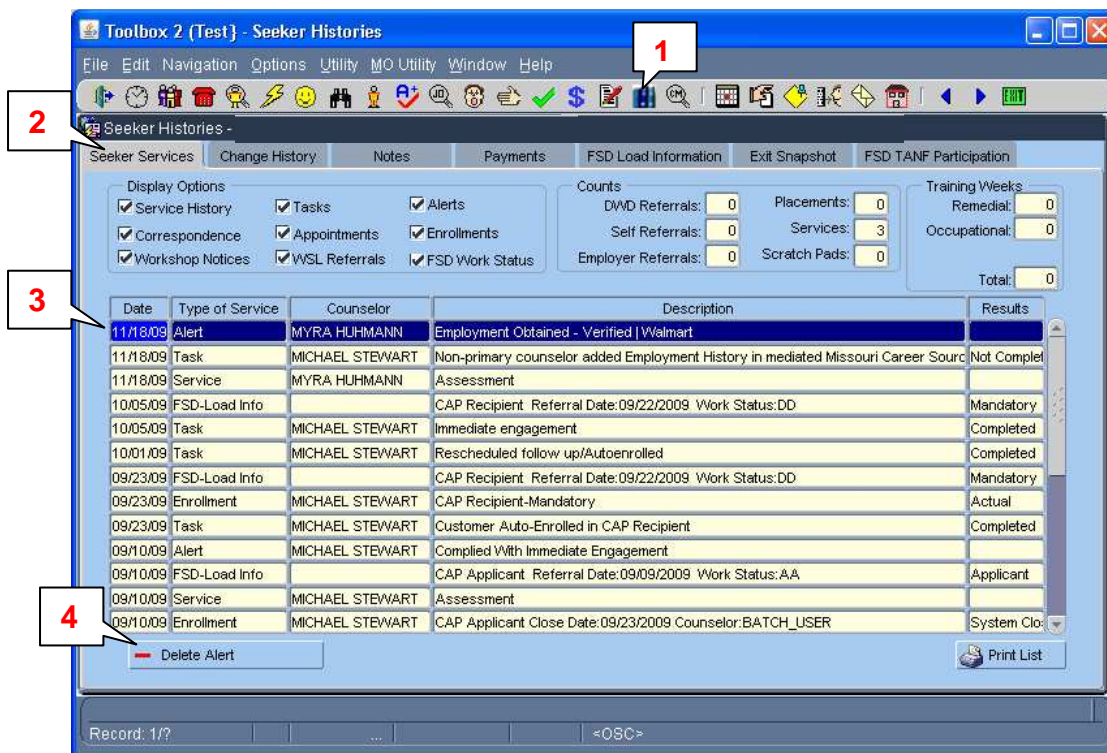 Toolbox 2 (Test} - Seeker Histories
1
File Edit Navigation Options Utility MO Utility Window Help
2
Seeker Histories -
Seeker Services Change History Notes Payments FSD Load Information Exit Snapshot FSD TANF Participation
Display Options Counts Training Weeks
Service History Tasks Alerts DWD Referrals: 0 Placements: 0 Remedial: 0
Correspondence Appointments Enrollments Self Referrals: 0 Services: 3 Occupational: 0
Workshop Notices WSL Referrals FSD Work Status Employer Referrals: 0 Scratch Pads: 0
Total: 0
3
Date Type of Service Counselor Description Results
11/18/09 Alert MYRA HUHMANN Employment Obtained - Verified | Walmart
11/18/09 Task MICHAEL STEWART Non-primary counselor added Employment History in mediated Missouri Career Sourc Not Complet
11/18/09 Service MYRA HUHMANN Assessment
10/05/09 FSD-Load Info CAP Recipient Referral Date:09/22/2009 Work Status:DD Mandatory
10/05/09 Task MICHAEL STEWART Immediate engagement Completed
10/01/09 Task MICHAEL STEWART Rescheduled follow up/Autoenrolled Completed
09/23/09 FSD-Load Info CAP Recipient Referral Date:09/22/2009 Work Status:DD Mandatory
09/23/09 Enrollment MICHAEL STEWART CAP Recipient-Mandatory Actual
09/23/09 Task MICHAEL STEWART Customer Auto-Enrolled in CAP Recipient Completed
09/10/09 Alert MICHAEL STEWART Complied With Immediate Engagement
09/10/09 FSD-Load Info CAP Applicant Referral Date:09/09/2009 Work Status:AA Applicant
09/10/09 Service MICHAEL STEWART Assessment
09/10/09 Enrollment MICHAEL STEWART CAP Applicant Close Date:09/23/2009 Counselor:BATCH_USER System Clo
4
Delete Alert Print List
Record: 1/? ... <OSC>